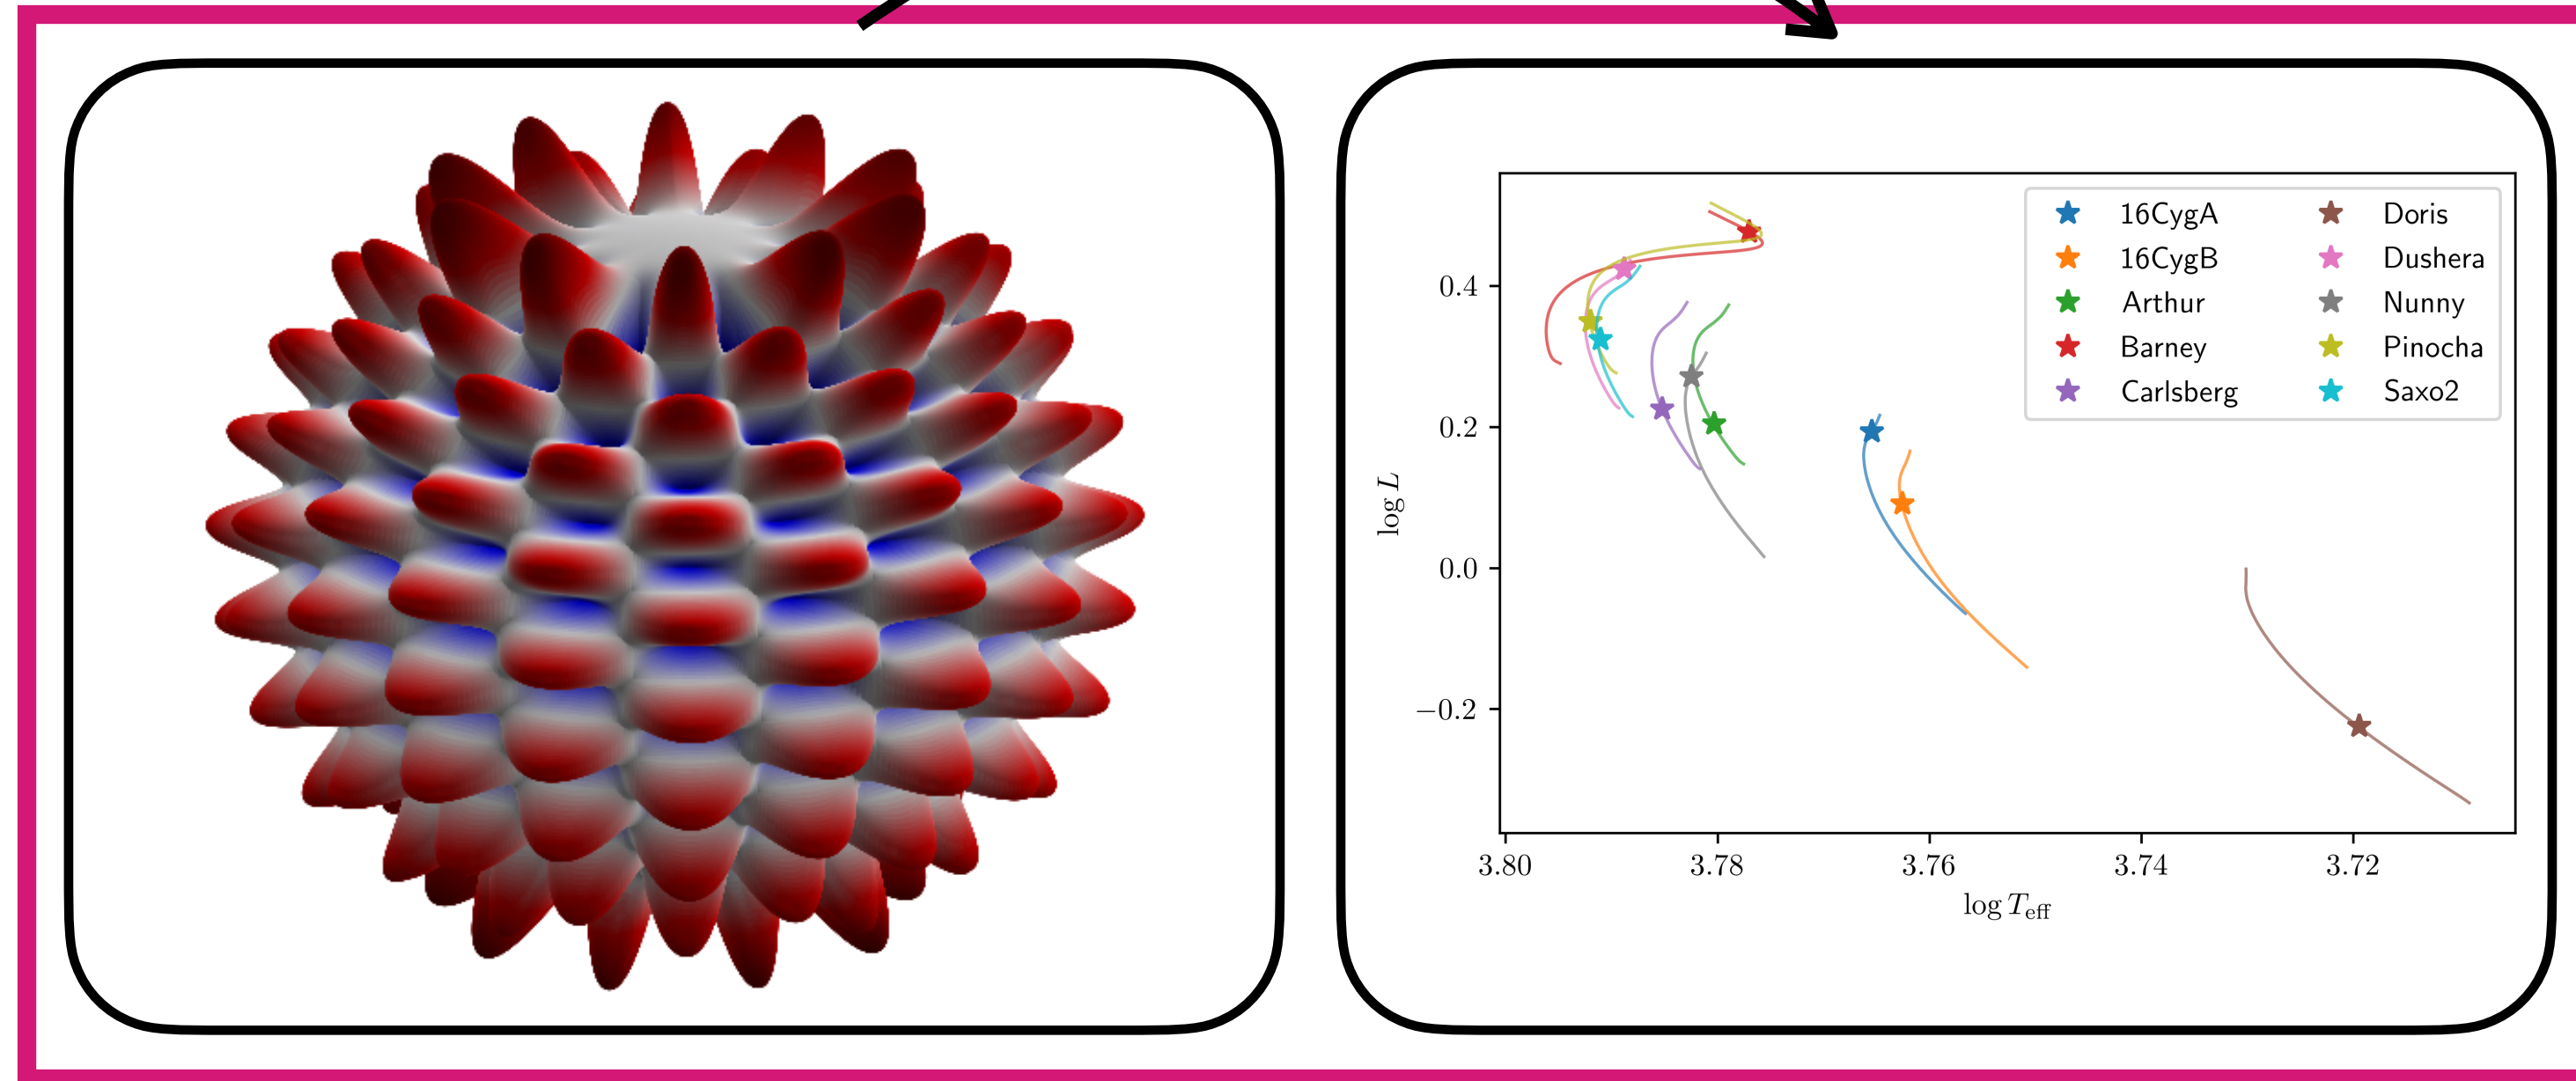 16CygA Doris
16CygB Dushera
Arthur Nunny
Barney Pinocha
Carlsberg Saxo2
0.4
0.2
0.0
−0.2
log L
3.80 3.78 3.76 3.74 3.72
log T_eff